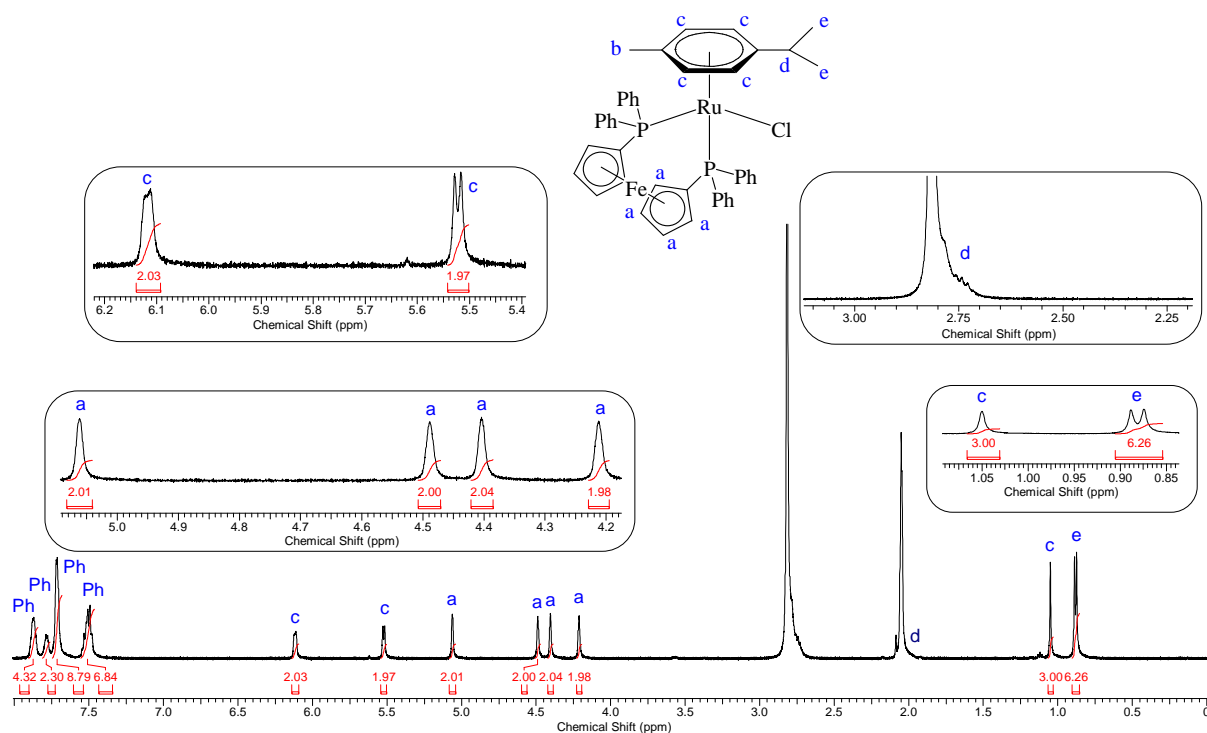 c c e
b d e
c c
Ru
Cl
Ph
Ph P
P Ph
Ph
Fe
a
a a
a
c c
2.03 1.97
6.2 6.1 6.0 5.9 5.8 5.7 5.6 5.5 5.4
Chemical Shift (ppm)
d
3.00 2.75 2.50 2.25
Chemical Shift (ppm)
a a a a
2.01 2.00 2.04 1.98
5.0 4.9 4.8 4.7 4.6 4.5 4.4 4.3 4.2
Chemical Shift (ppm)
c e
3.00 6.26
1.05 1.00 0.95 0.90 0.85
Chemical Shift (ppm)
Ph Ph Ph Ph c c a a a a d c e
4.32 2.30 8.79 6.84 2.03 1.97 2.01 2.00 2.04 1.98 3.00 6.26
7.5 7.0 6.5 6.0 5.5 5.0 4.5 4.0 3.5 3.0 2.5 2.0 1.5 1.0 0.5 0
Chemical Shift (ppm)